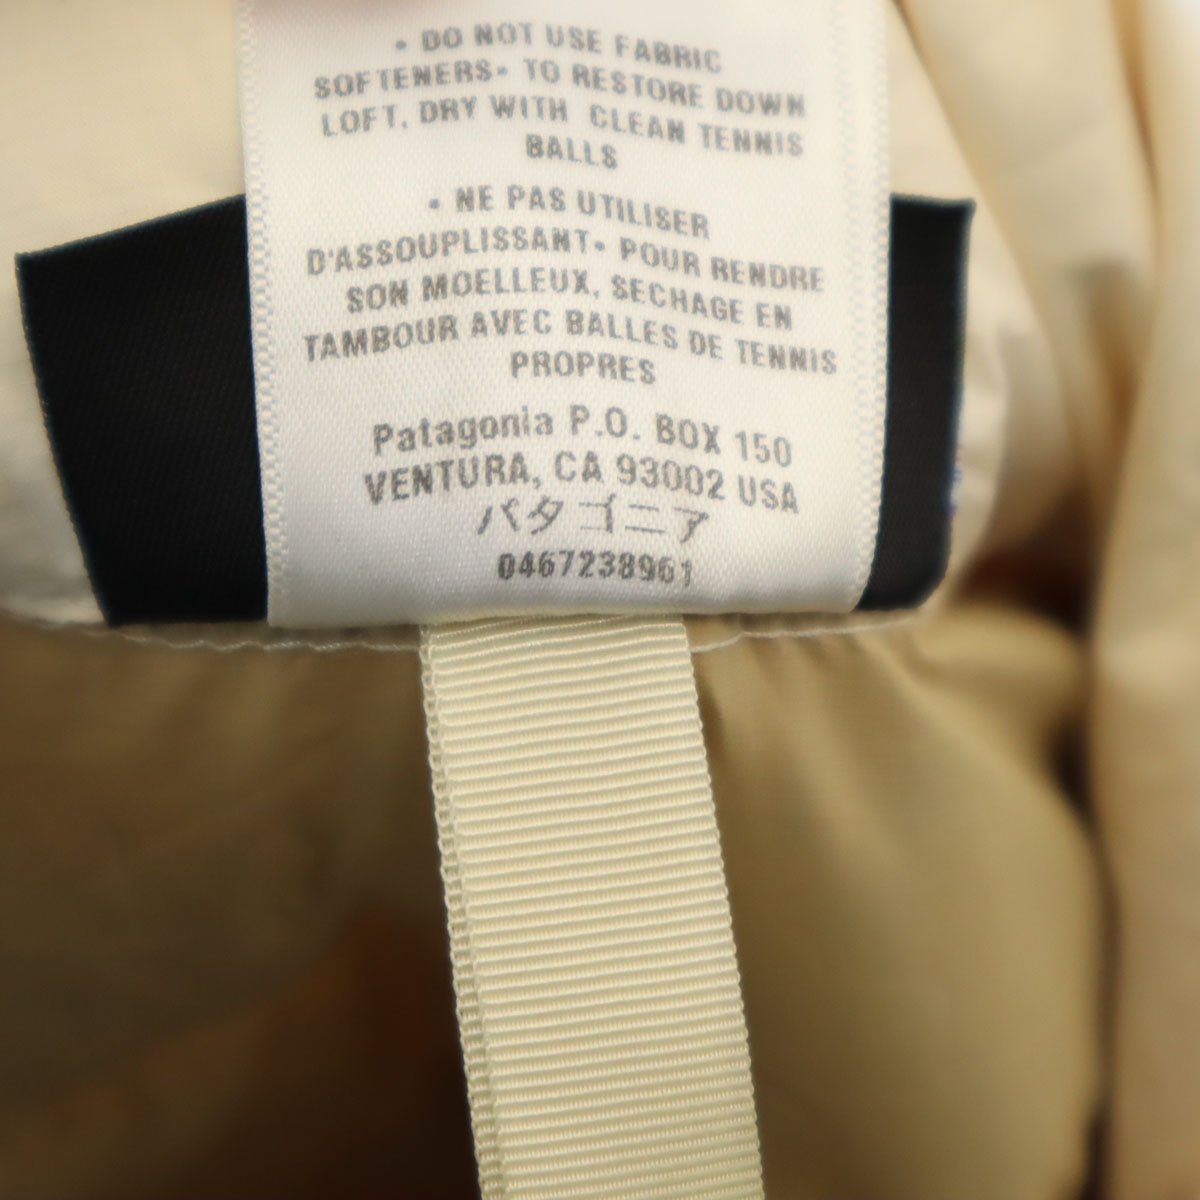 • DO NOT USE FABRIC
SOFTENERS• TO RESTORE DOWN
LOFT, DRY WITH CLEAN TENNIS
BALLS
• NE PAS UTILISER
D'ASSOUPLISSANT• POUR RENDRE
SON MOELLEUX, SECHAGE EN
TAMBOUR AVEC BALLES DE TENNIS
PROPRES
Patagonia P.O. BOX 150
VENTURA, CA 93002 USA
パタゴニア
0467238961